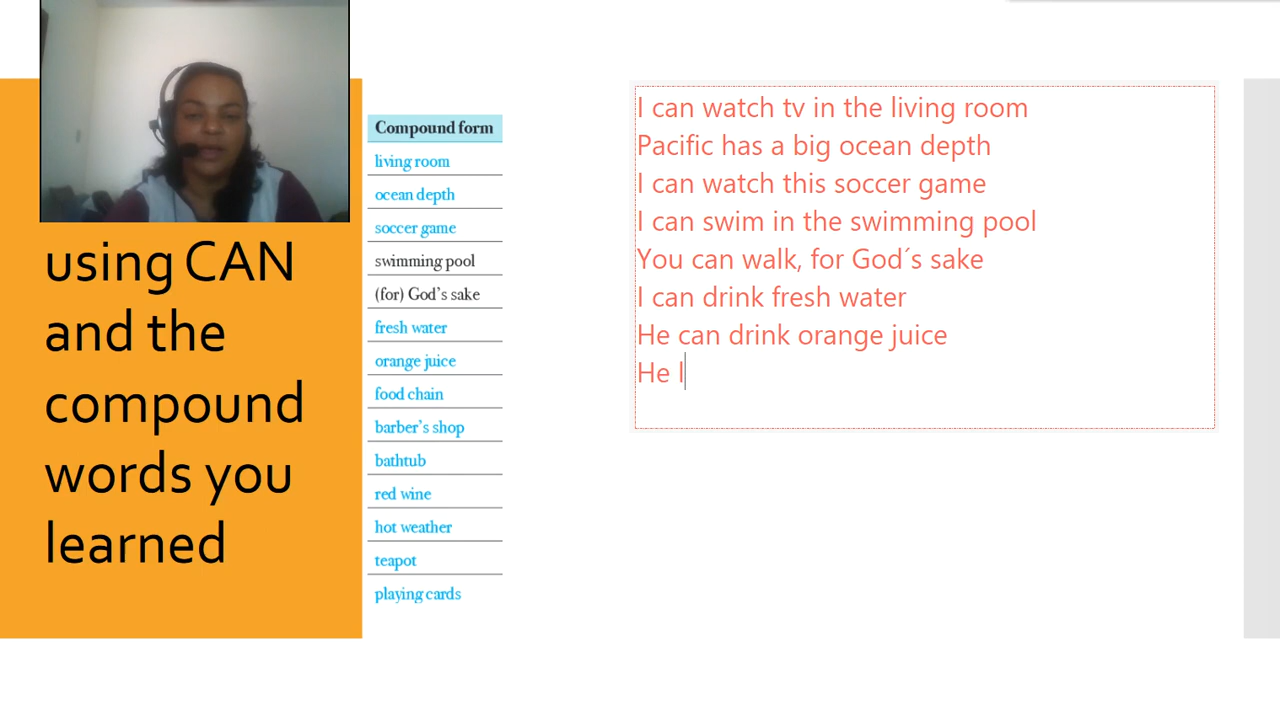 using CAN
and the
compound
words you
learned
Compound form
living room
ocean depth
soccer game
swimming pool
(for) God's sake
fresh water
orange juice
food chain
barber's shop
bathtub
red wine
hot weather
teapot
playing cards
I can watch tv in the living room
Pacific has a big ocean depth
I can watch this soccer game
I can swim in the swimming pool
You can walk, for God´s sake
I can drink fresh water
He can drink orange juice
He l